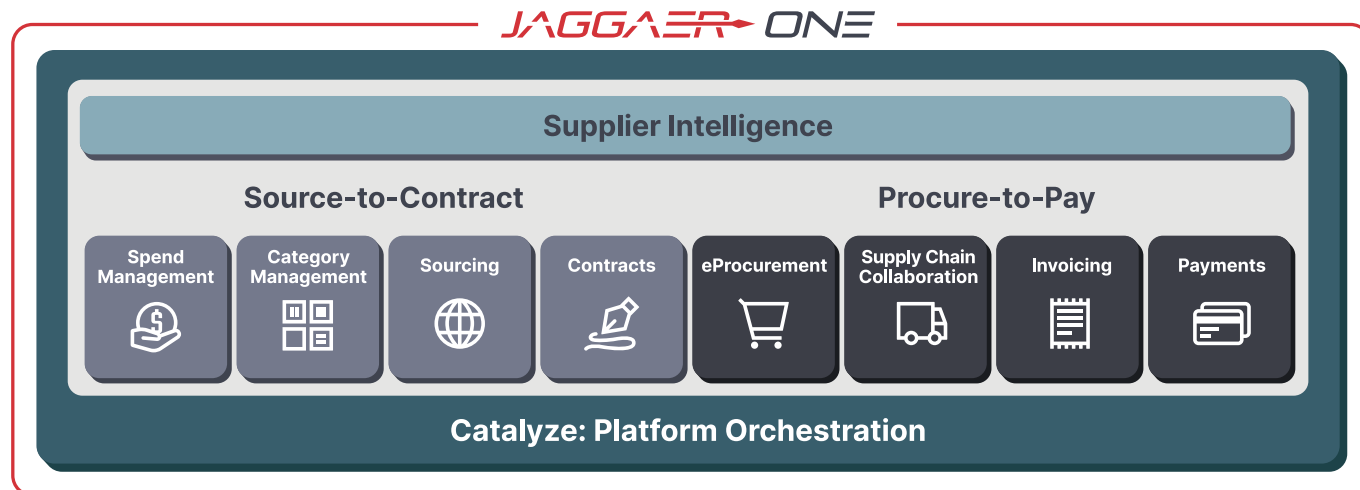 JAGGAER ONE
Supplier Intelligence
Source-to-Contract
Procure-to-Pay
Spend
Management
Category
Management
Sourcing
Contracts
eProcurement
Supply Chain
Collaboration
Invoicing
Payments
$
Catalyze: Platform Orchestration